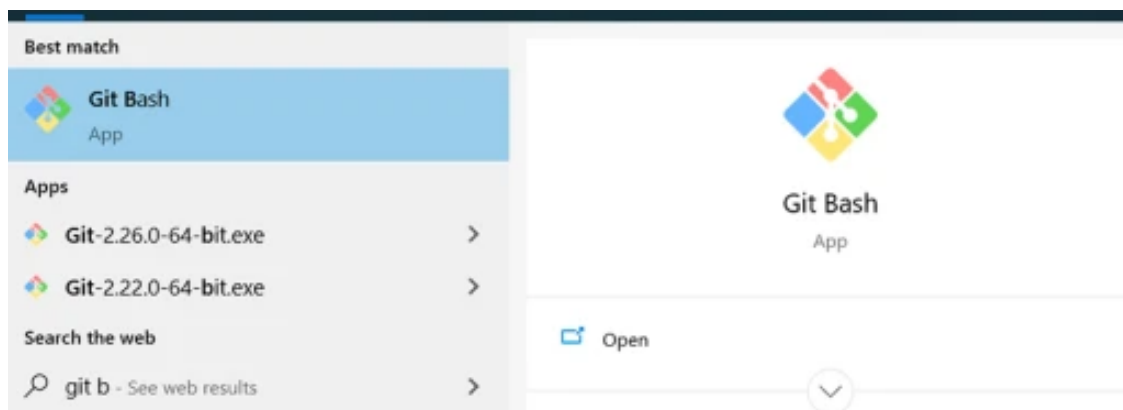 Best match
Git Bash
App
Apps
Git-2.26.0-64-bit.exe
Git-2.22.0-64-bit.exe
Search the web
git b - See web results
Git Bash
App
Open